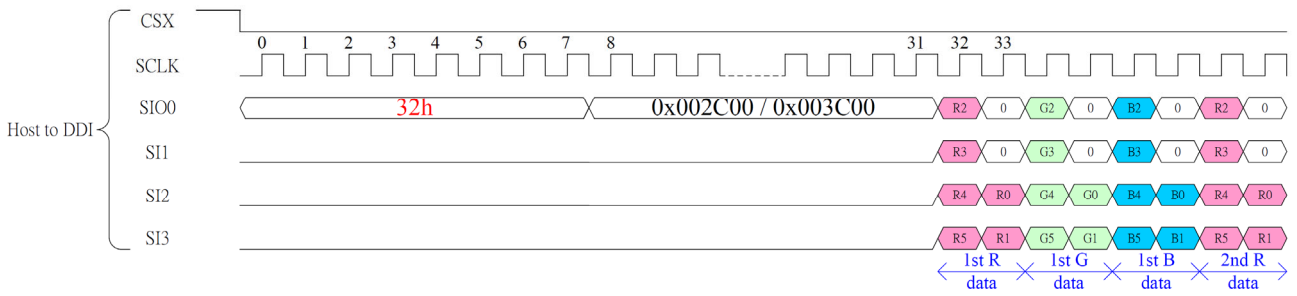 CSX
0 1 2 3 4 5 6 7 8 31 32 33
SCLK
SIO0 32h 0x002C00 / 0x003C00 R2 0 G2 0 B2 0 R2 0
Host to DDI
SI1 R3 0 G3 0 B3 0 R3 0
SI2 R4 R0 G4 G0 B4 B0 R4 R0
SI3 R5 R1 G5 G1 B5 B1 R5 R1
1st R 1st G 1st B 2nd R
data data data data